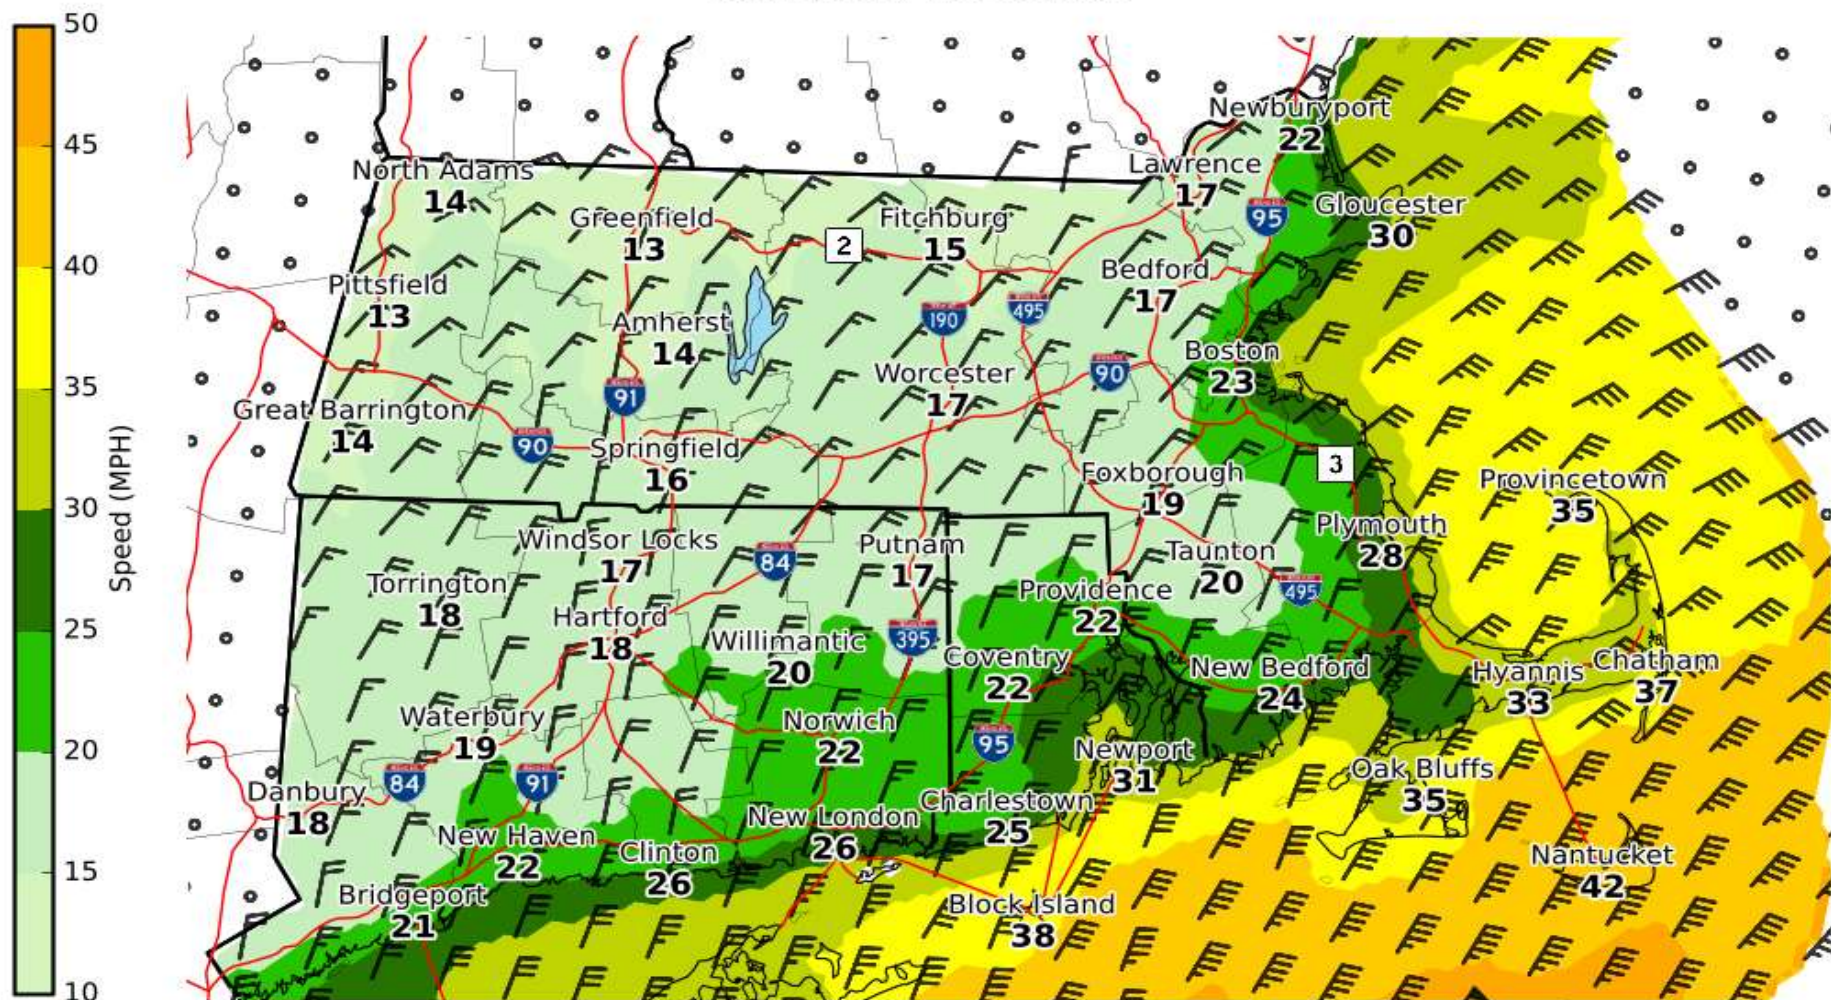 50
45
40
35
30
25
20
15
10
Speed (MPH)
Newburyport
22
North Adams
14
Lawrence
17
Greenfield
13
Fitchburg
15
95
Gloucester
30
2
Pittsfield
13
Bedford
17
190
495
Amherst
14
Boston
23
Worcester
17
90
91
Great Barrington
14
90
Springfield
16
Foxborough
19
3
Provincetown
35
Plymouth
28
Windsor Locks
17
84
Putnam
17
Taunton
20
Torrington
18
Providence
22
495
Hartford
18
Willimantic
20
395
Coventry
22
New Bedford
24
Hyannis
33
Chatham
37
Waterbury
19
Norwich
22
95
Newport
31
Oak Bluffs
35
84
91
Danbury
18
New London
26
Charlestown
25
New Haven
22
Clinton
26
Nantucket
42
Bridgeport
21
Block Island
38